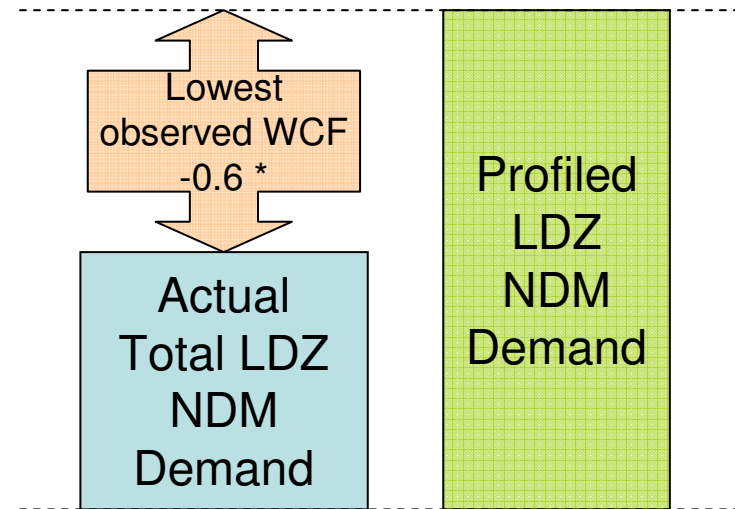 Lowest
observed WCF
-0.6 *
Actual
Total LDZ
NDM
Demand
Profiled
LDZ
NDM
Demand